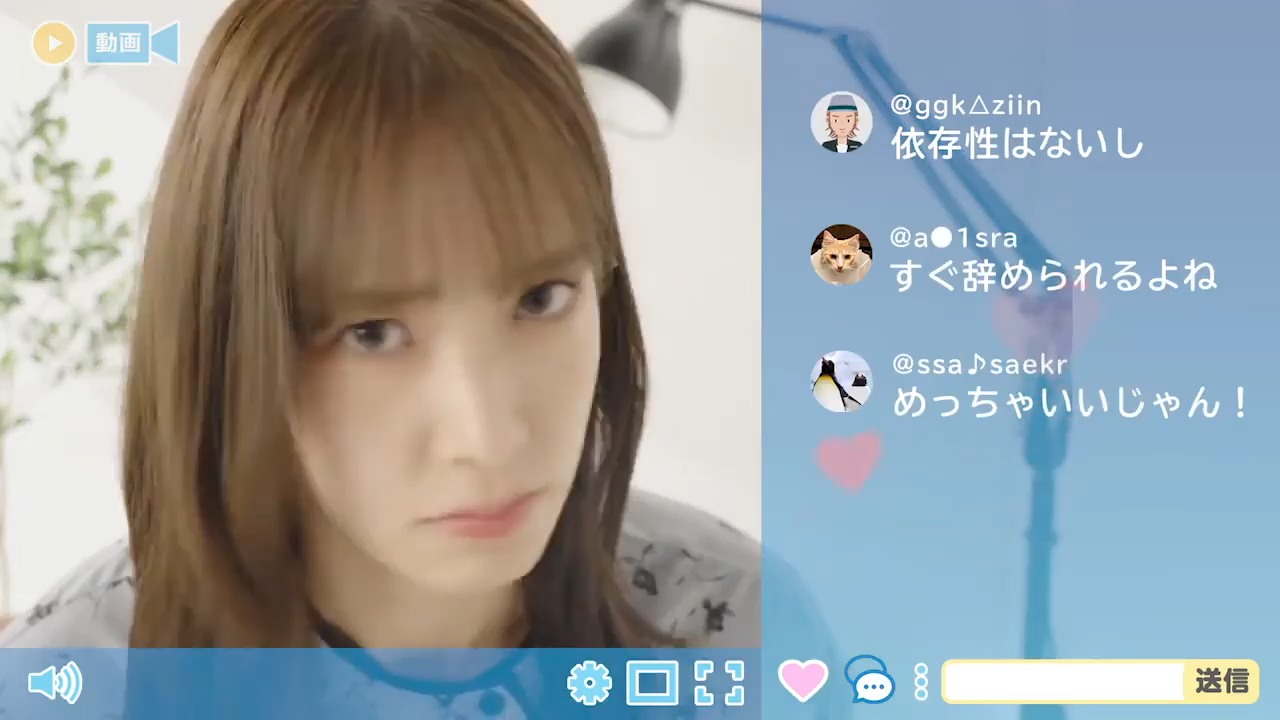 動画
@ggk△ziin
依存性はないし
@a●1sra
すぐ辞められるよね
@ssa♪saekr
めっちゃいいじゃん！
送信